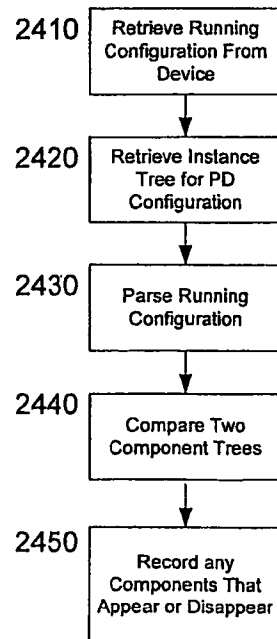 2410
Retrieve Running
Configuration From
Device
2420
Retrieve Instance
Tree for PD
Configuration
2430
Parse Running
Configuration
2440
Compare Two
Component Trees
2450
Record any
Components That
Appear or Disappear